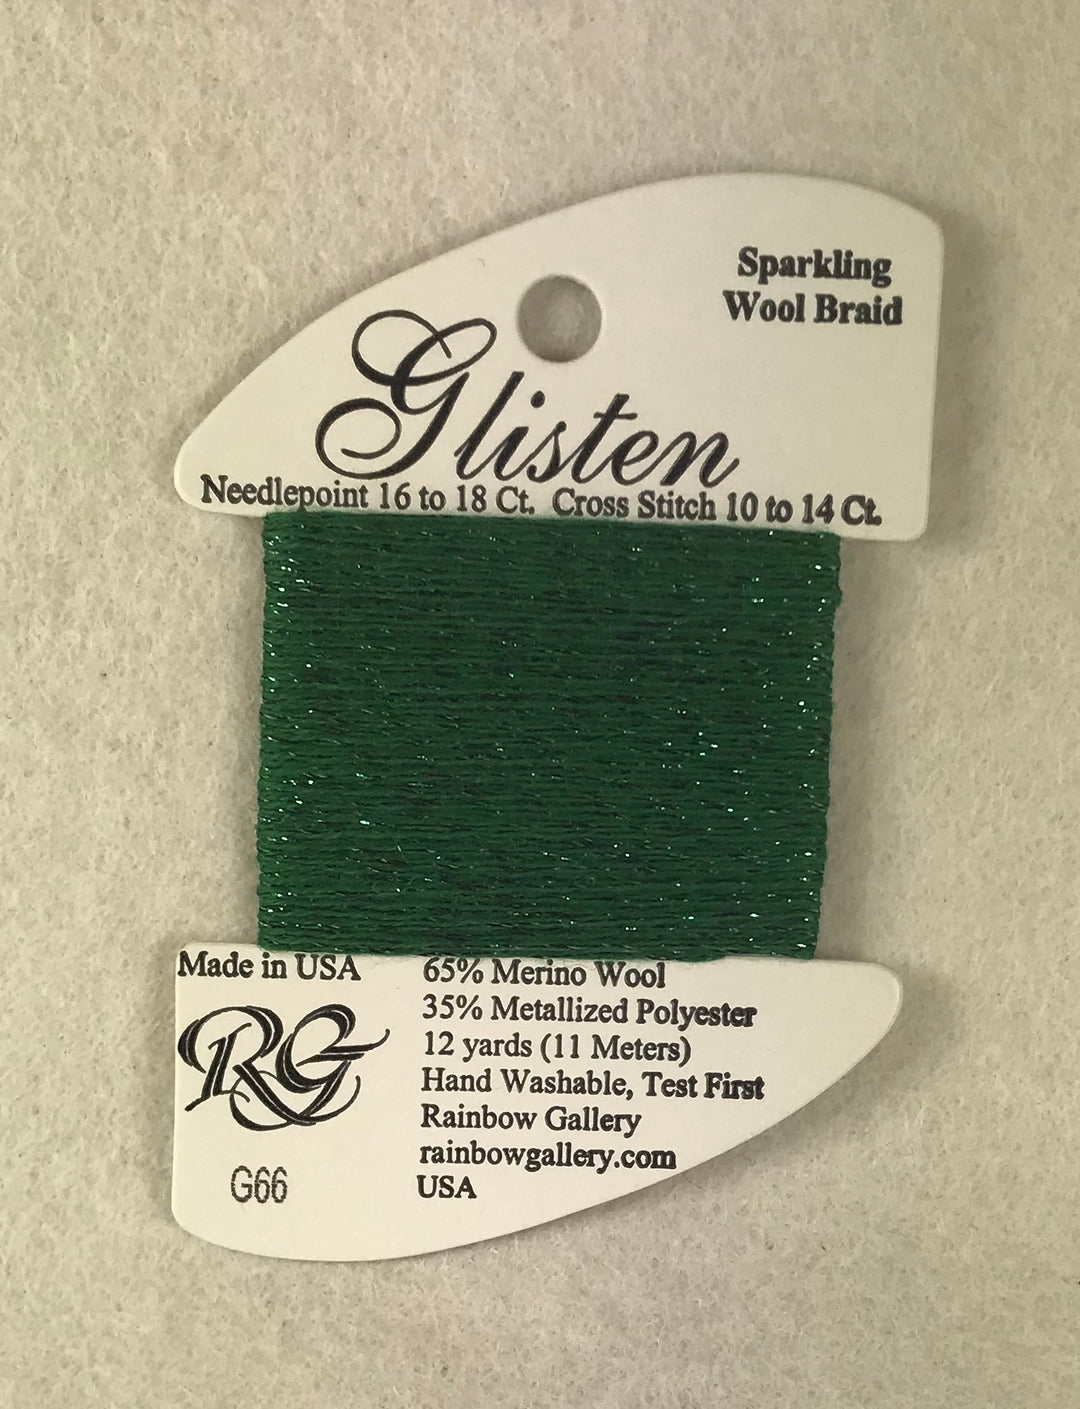 Sparkling
Wool Braid
Glisten
Needlepoint 16 to 18 Ct. Cross Stitch 10 to 14 Ct.
Made in USA
RG
G66
65% Merino Wool
35% Metallized Polyester
12 yards (11 Meters)
Hand Washable, Test First
Rainbow Gallery
rainbowgallery.com
USA